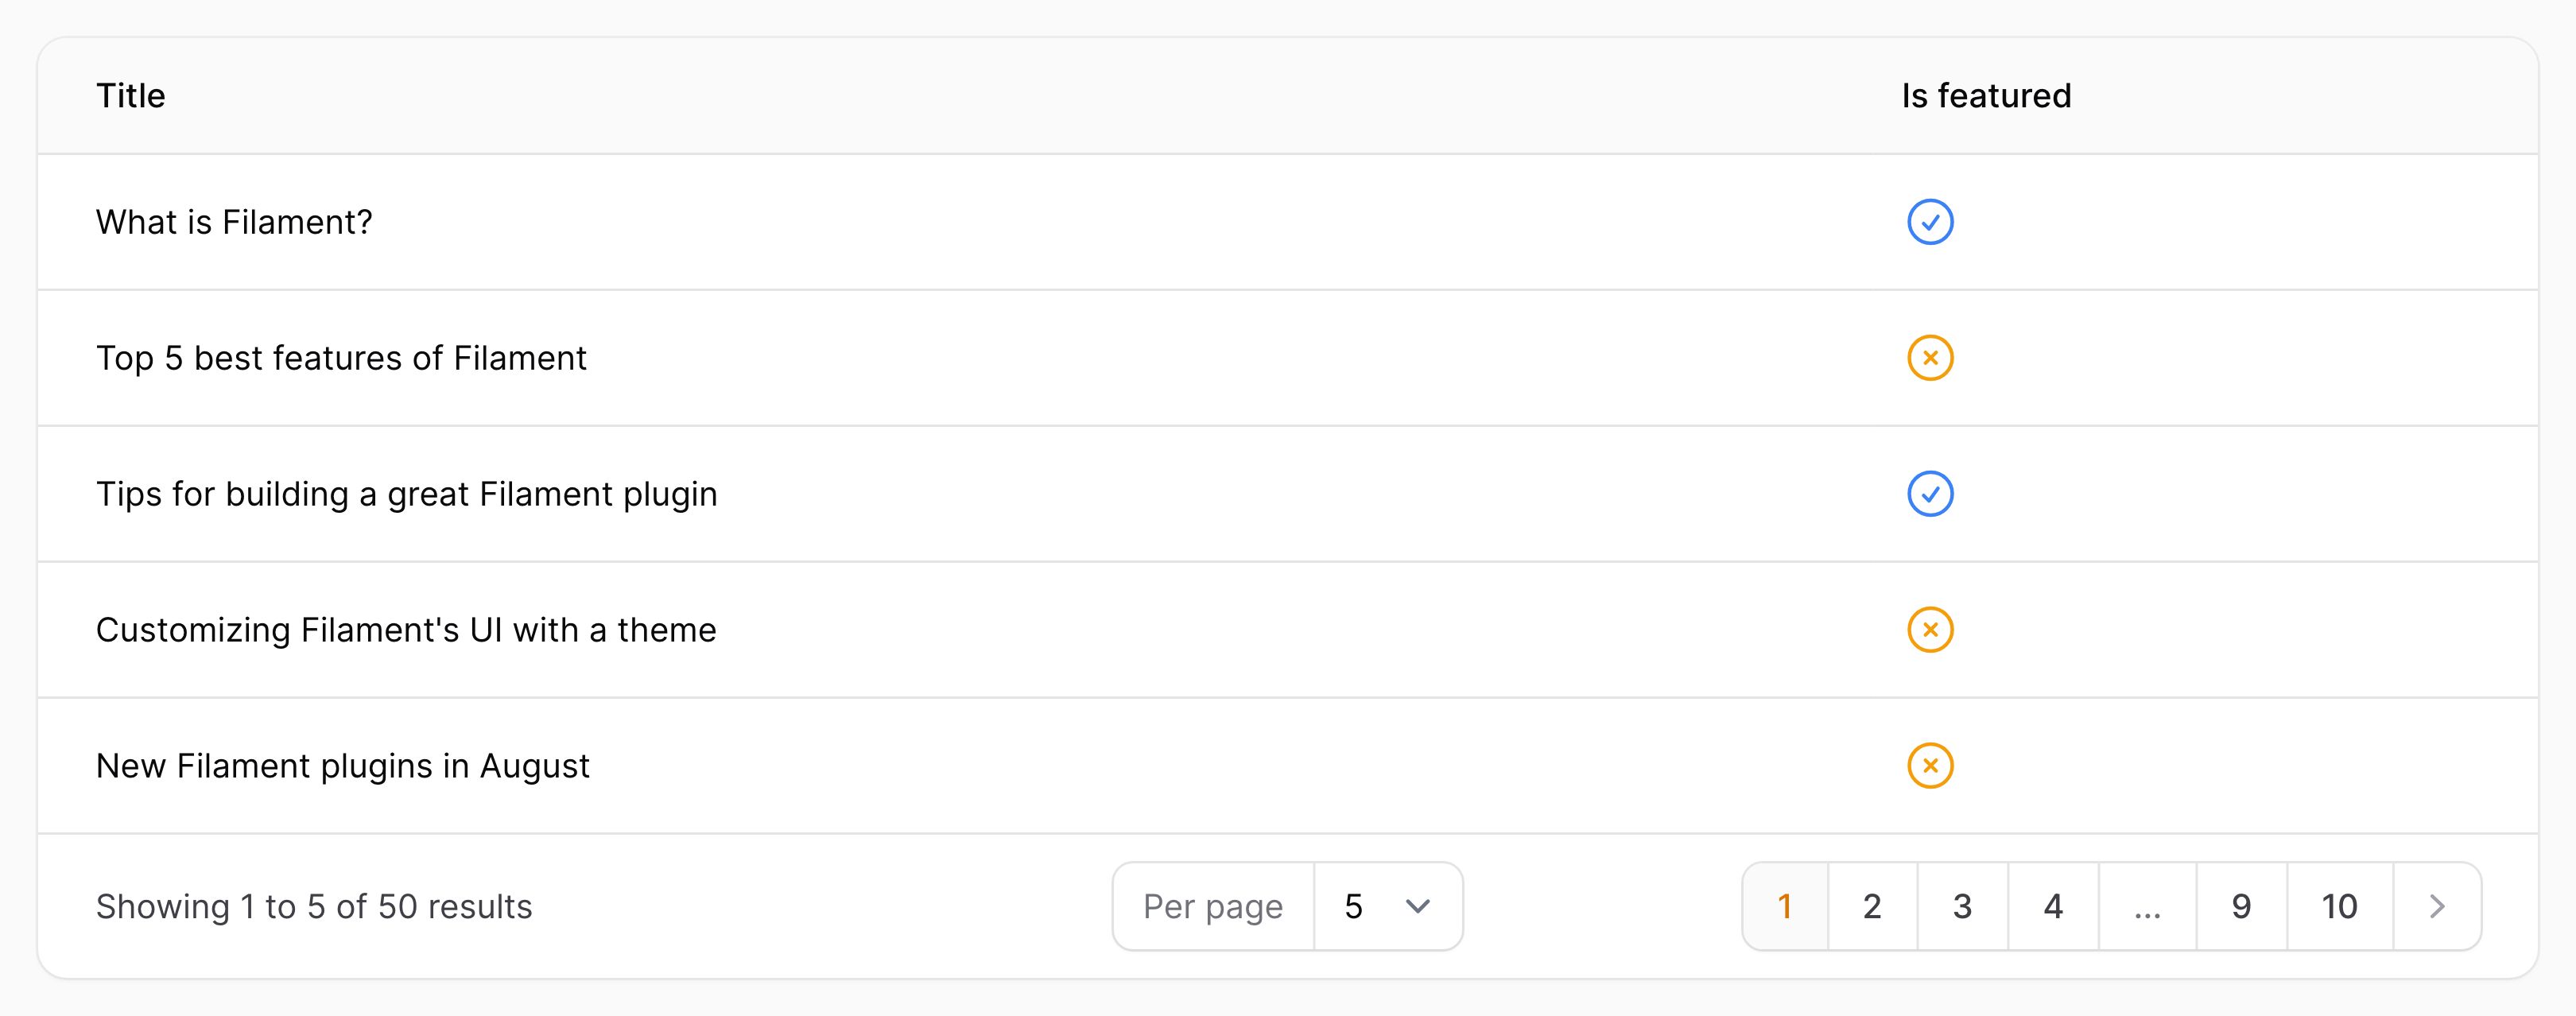 Title Is featured
What is Filament?
Top 5 best features of Filament
Tips for building a great Filament plugin
Customizing Filament's UI with a theme
New Filament plugins in August
Showing 1 to 5 of 50 results Per page 5 1 2 3 4 ... 9 10